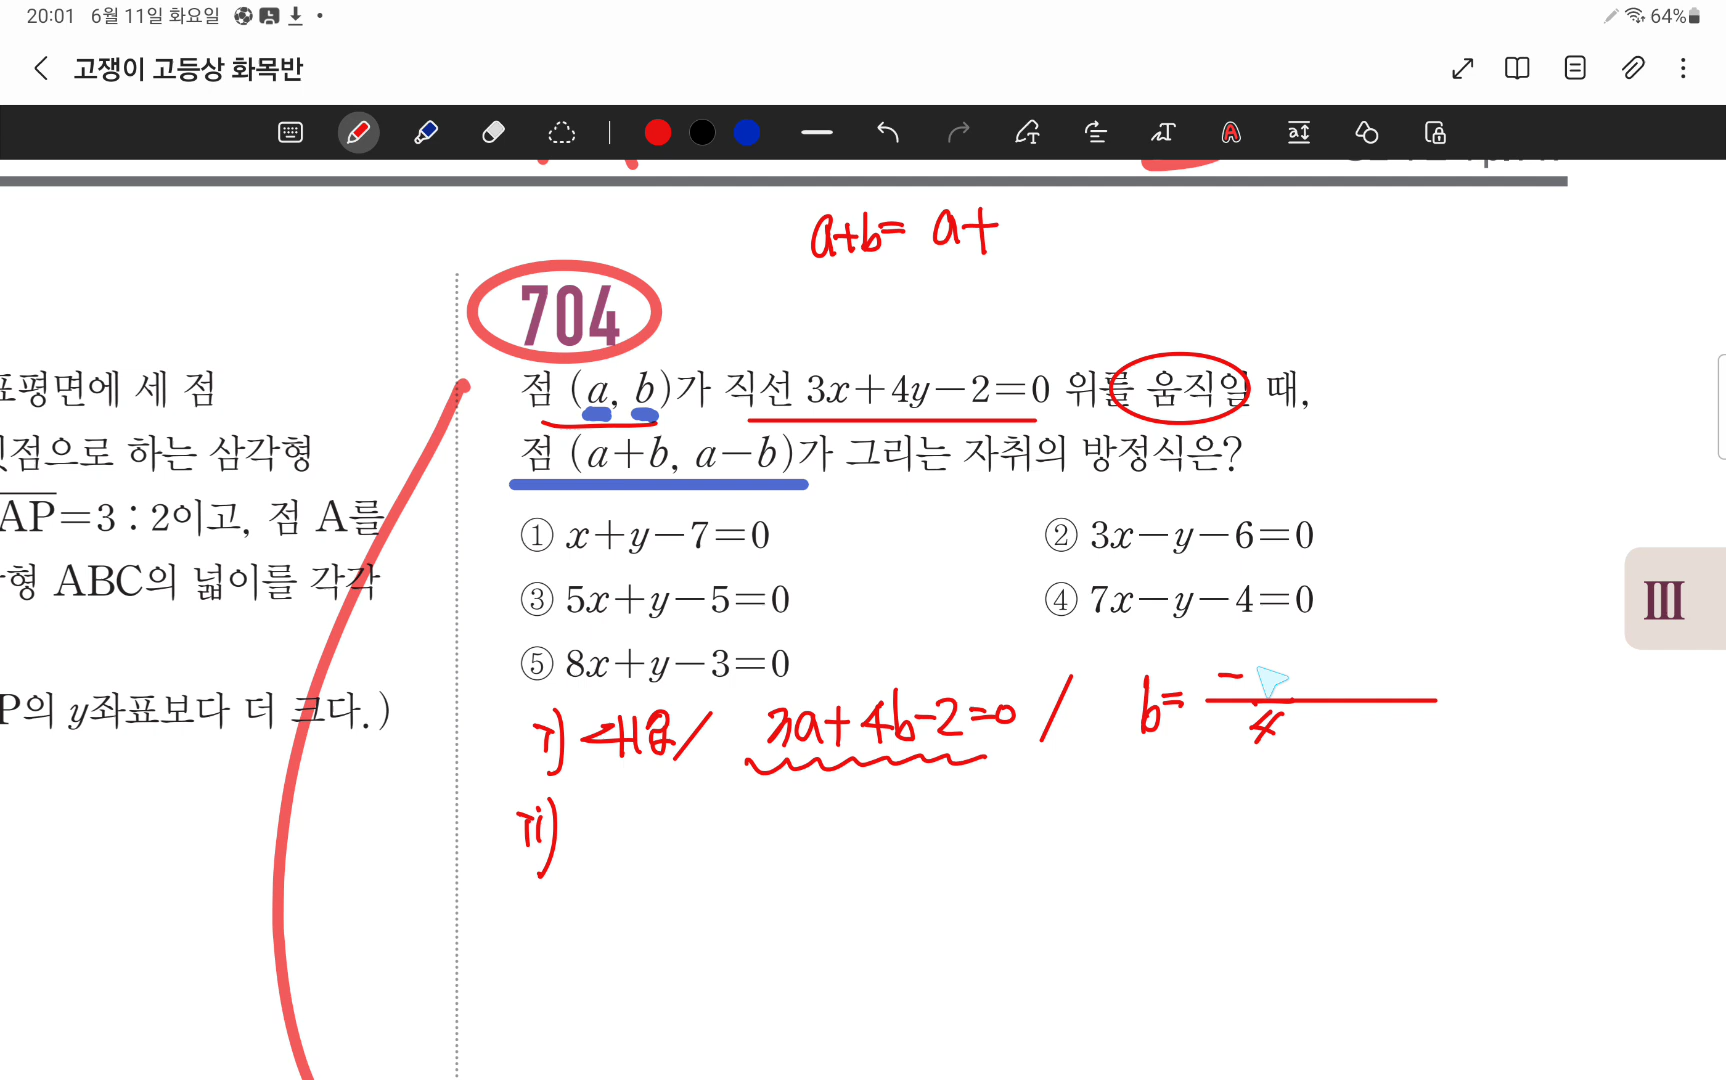 20:01 6월 11일 화요일
64%
고쟁이 고등상 화목반
a+b= a+
704
표평면에 세 점
점 (a, b)가 직선 3x+4y-2=0 위를 움직일 때,
짓점으로 하는 삼각형
점 (a+b, a-b)가 그리는 자취의 방정식은?
AP=3 : 2이고, 점 A를
① x+y-7=0
② 3x-y-6=0
각형 ABC의 넓이를 각각
③ 5x+y-5=0
④ 7x-y-4=0
III
⑤ 8x+y-3=0
P의 y좌표보다 더 크다.)
i) <대입/ 3a+4b-2=0 / b= -/4
ii)